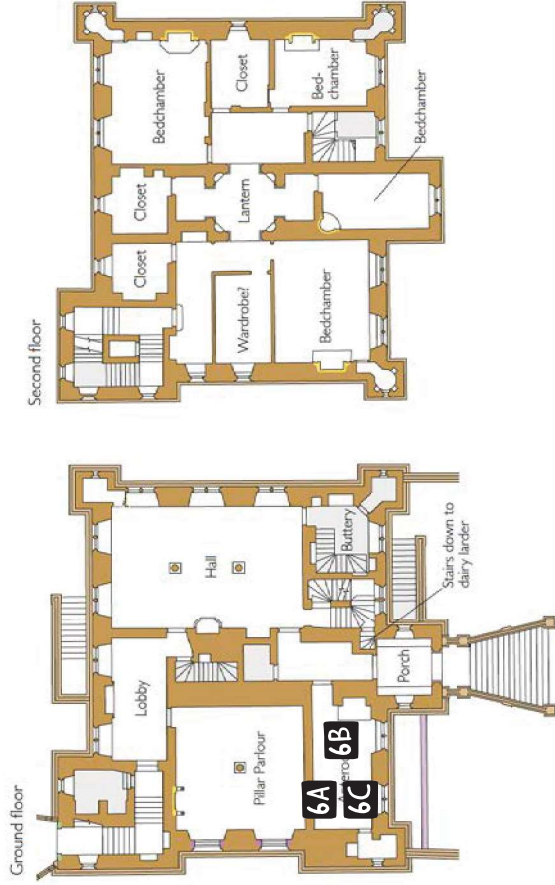 Ground floor
Lobby
Pillar Parlour
Hall
6A
6B
6C
Porch
Buttery
Stairs down to
dairy larder
Second floor
Closet
Closet
Bedchamber
Wardrobe?
Lantern
Closet
Bedchamber
Bed-
chamber
Bedchamber